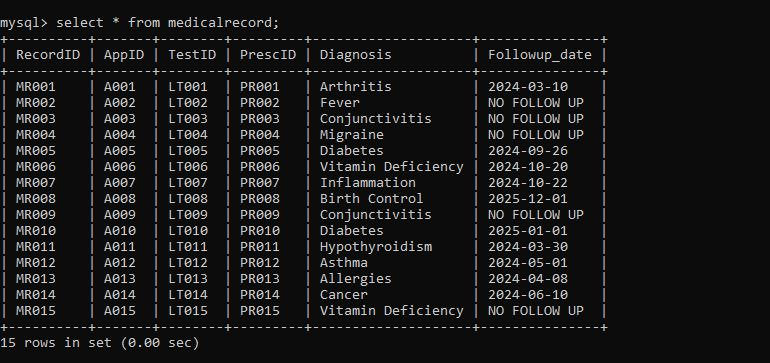 mysql> select * from medicalrecord;
+----------+-------+--------+---------+--------------------+---------------+
| RecordID | AppID | TestID | PrescID | Diagnosis          | Followup_date |
+----------+-------+--------+---------+--------------------+---------------+
| MR001    | A001  | LT001  | PR001   | Arthritis          | 2024-03-10    |
| MR002    | A002  | LT002  | PR002   | Fever              | NO FOLLOW UP  |
| MR003    | A003  | LT003  | PR003   | Conjunctivitis     | NO FOLLOW UP  |
| MR004    | A004  | LT004  | PR004   | Migraine           | NO FOLLOW UP  |
| MR005    | A005  | LT005  | PR005   | Diabetes           | 2024-09-26    |
| MR006    | A006  | LT006  | PR006   | Vitamin Deficiency | 2024-10-20    |
| MR007    | A007  | LT007  | PR007   | Inflammation       | 2024-10-22    |
| MR008    | A008  | LT008  | PR008   | Birth Control      | 2025-12-01    |
| MR009    | A009  | LT009  | PR009   | Conjunctivitis     | NO FOLLOW UP  |
| MR010    | A010  | LT010  | PR010   | Diabetes           | 2025-01-01    |
| MR011    | A011  | LT011  | PR011   | Hypothyroidism     | 2024-03-30    |
| MR012    | A012  | LT012  | PR012   | Asthma             | 2024-05-01    |
| MR013    | A013  | LT013  | PR013   | Allergies          | 2024-04-08    |
| MR014    | A014  | LT014  | PR014   | Cancer             | 2024-06-10    |
| MR015    | A015  | LT015  | PR015   | Vitamin Deficiency | NO FOLLOW UP  |
+----------+-------+--------+---------+--------------------+---------------+
15 rows in set (0.00 sec)